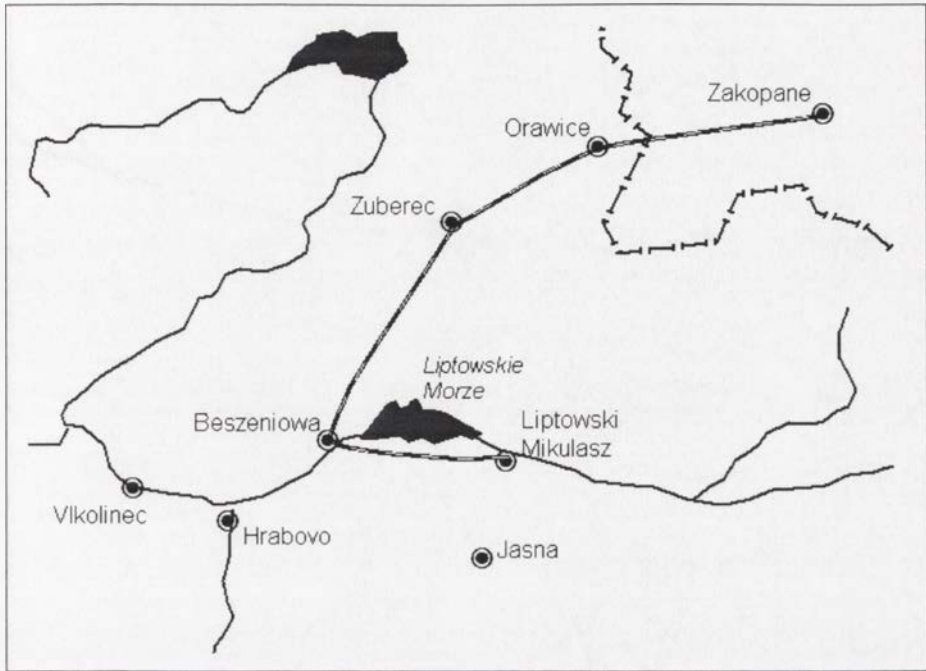 Zakopane
Orawice
Zuberec
Liptowskie
Morze
Beszeniowa
Liptowski
Mikulasz
Vlkolinec
Hrabovo
Jasna